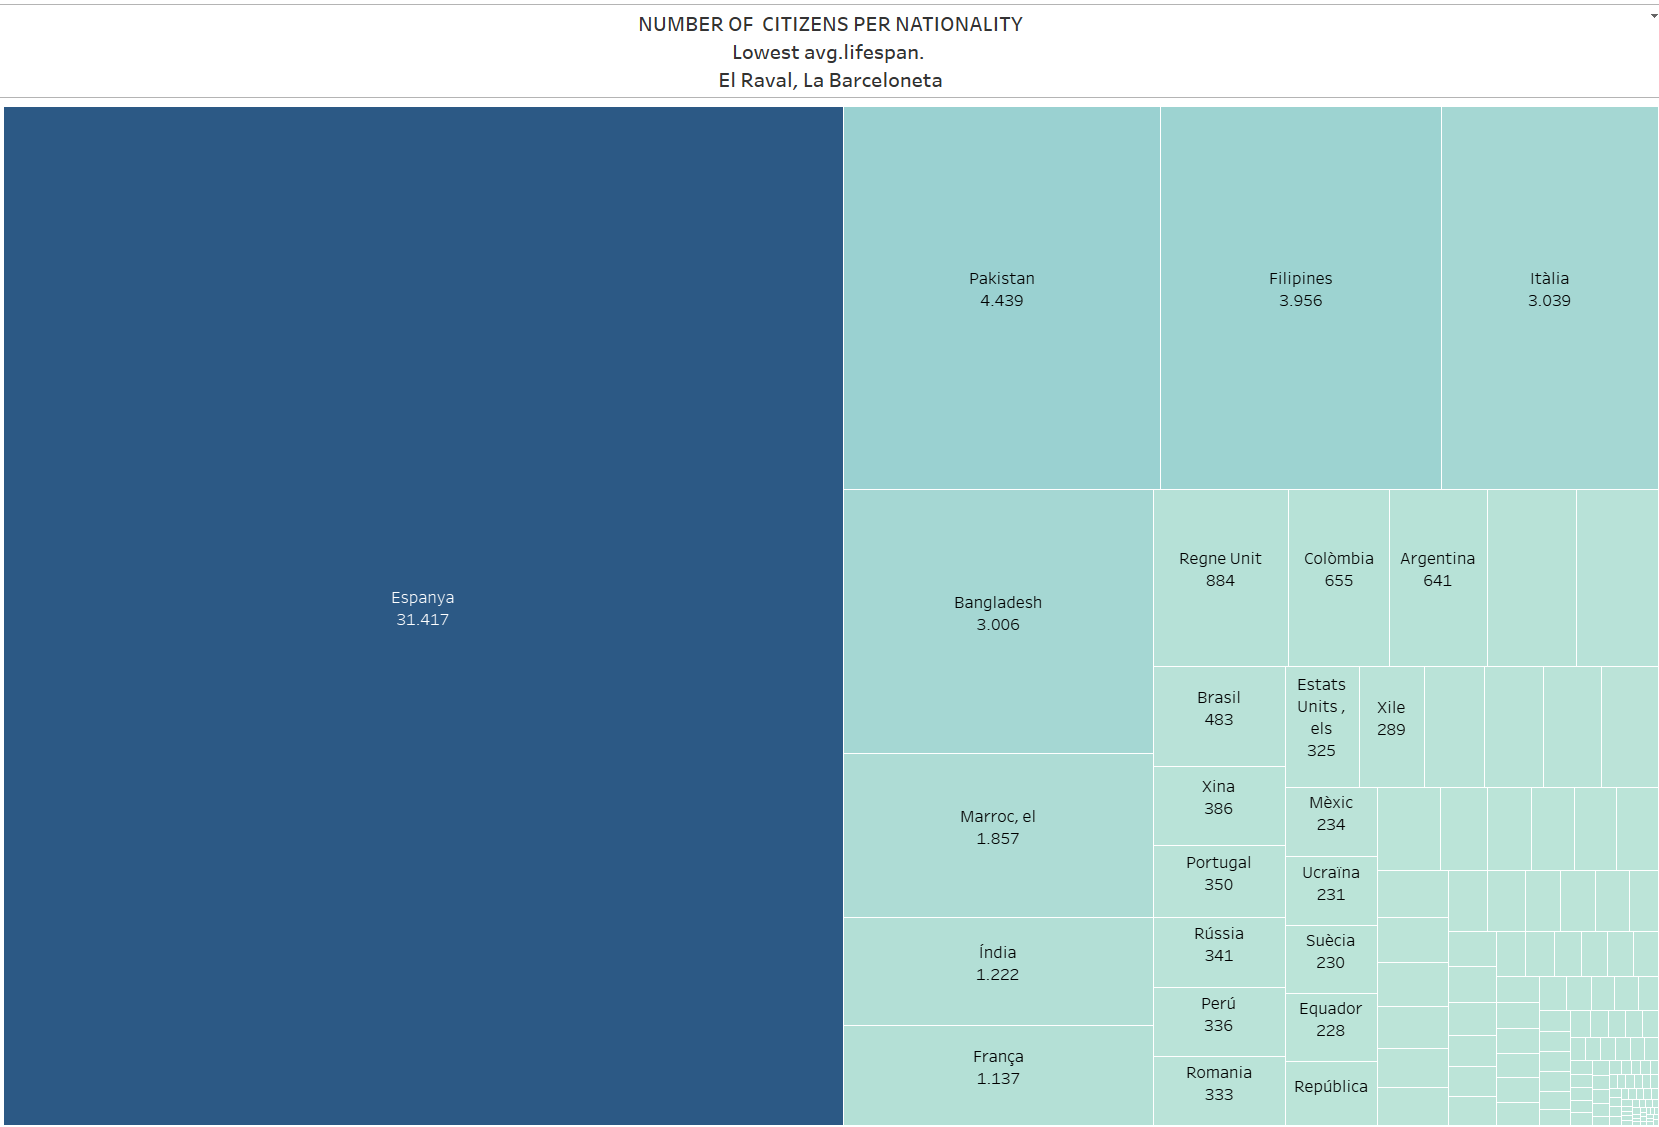 NUMBER OF CITIZENS PER NATIONALITY
Lowest avg.lifespan.
El Raval, La Barceloneta
Espanya
31.417
Pakistan
4.439
Filipines
3.956
Itàlia
3.039
Bangladesh
3.006
Marroc, el
1.857
Índia
1.222
França
1.137
Regne Unit
884
Colòmbia
655
Argentina
641
Brasil
483
Xina
386
Portugal
350
Rússia
341
Perú
336
Romania
333
Estats
Units ,
els
325
Xile
289
Mèxic
234
Ucraïna
231
Suècia
230
Equador
228
República